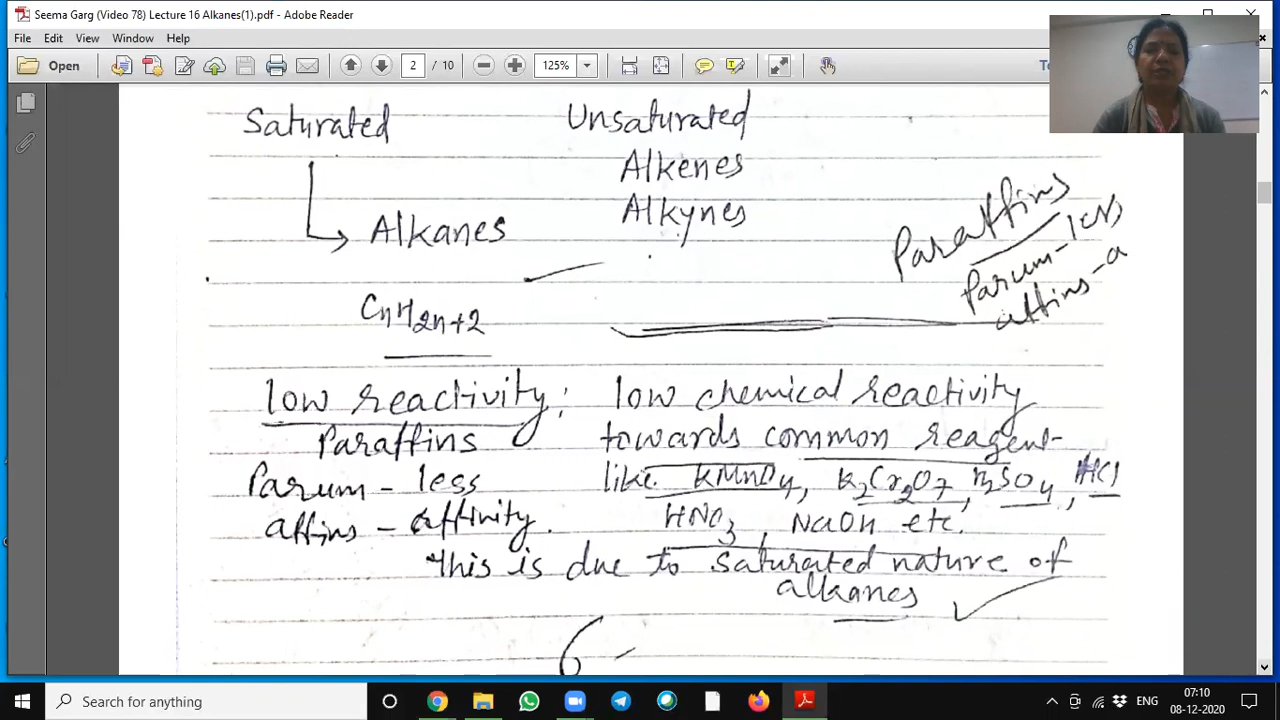 Seema Garg (Video 78) Lecture 16 Alkanes(1).pdf - Adobe Reader
File Edit View Window Help
Open 2 / 10 125%
Saturated Unsaturated
Alkenes
Alkynes
Alkanes
Paraffins
Parum-less
affins-a
CnH2n+2
low reactivity: low chemical reactivity
Paraffins towards common reagent
Parum - less like KMnO4, K2Cr2O7, H2SO4, HCl
affins - affinity. HNO3, NaOH etc.
This is due to saturated nature of
alkanes
Search for anything
ENG
07:10
08-12-2020